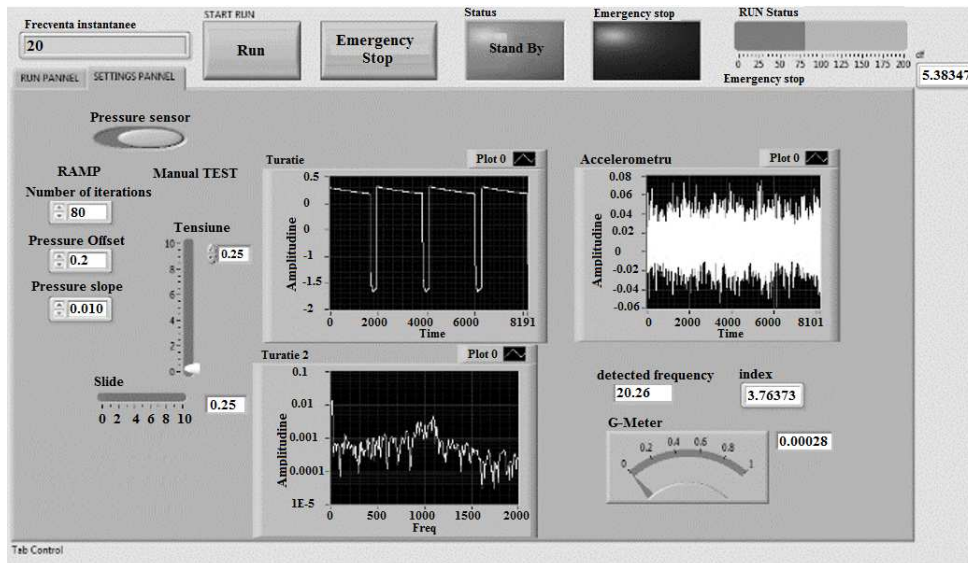 START RUN
Status
Emergency stop
RUN Status
Frecventa instantanee
20
Run
Emergency
Stop
Stand By
0 25 50 75 100 125 150 175 200
Emergency stop
df
5.38347
RUN PANNEL
SETTINGS PANNEL
Pressure sensor
RAMP
Manual TEST
Number of iterations
80
Pressure Offset
0.2
Pressure slope
0.010
Tensiune
0.25
10
8
6
4
2
0
Slide
0 2 4 6 8 10
0.25
Turatie
Plot 0
Amplitudine
0.5
0
-1
-1.5
-2
0 2000 4000 6000 8191
Time
Accelerometru
Plot 0
Amplitudine
0.08
0.06
0.04
0.02
0
-0.02
-0.04
-0.06
0 2000 4000 6000 8101
Time
Turatie 2
Plot 0
Amplitudine
0.1
0.01
0.001
0.0001
1E-5
0 500 1000 1500 2000
Freq
detected frequency
20.26
index
3.76373
G-Meter
0 0.2 0.4 0.6 0.8 1
0.00028
Tab Control